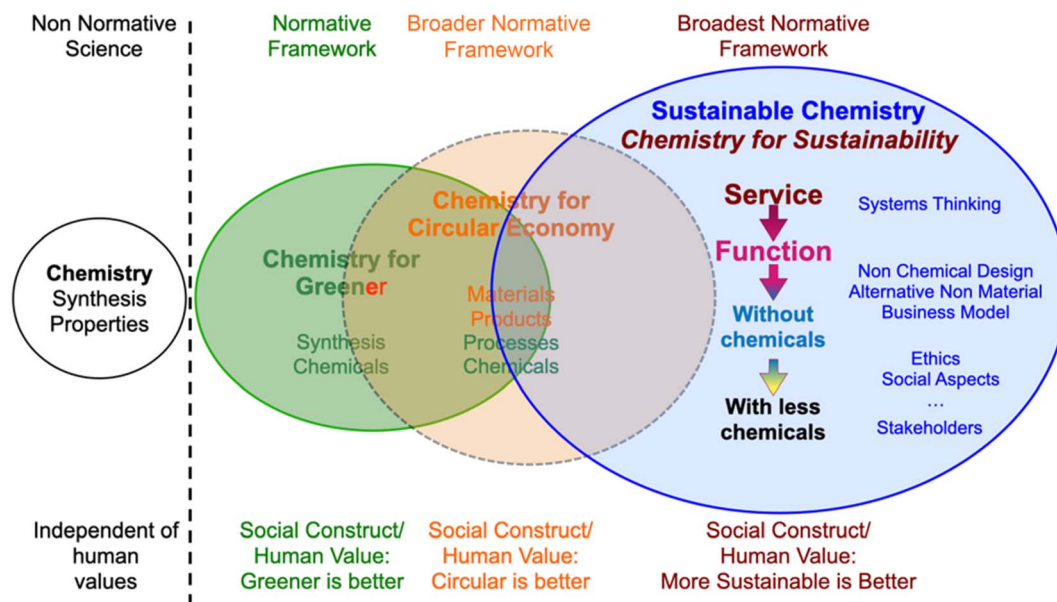 Non Normative
Science
Normative
Framework
Broader Normative
Framework
Broadest Normative
Framework
Sustainable Chemistry
Chemistry for Sustainability
Chemistry for
Circular Economy
Chemistry for
Greener
Materials
Products
Processes
Chemicals
Synthesis
Chemicals
Chemistry
Synthesis
Properties
Service
Function
Without
chemicals
With less
chemicals
Systems Thinking
Non Chemical Design
Alternative Non Material
Business Model
Ethics
Social Aspects
…
Stakeholders
Independent of
human
values
Social Construct/
Human Value:
Greener is better
Social Construct/
Human Value:
Circular is better
Social Construct/
Human Value:
More Sustainable is Better